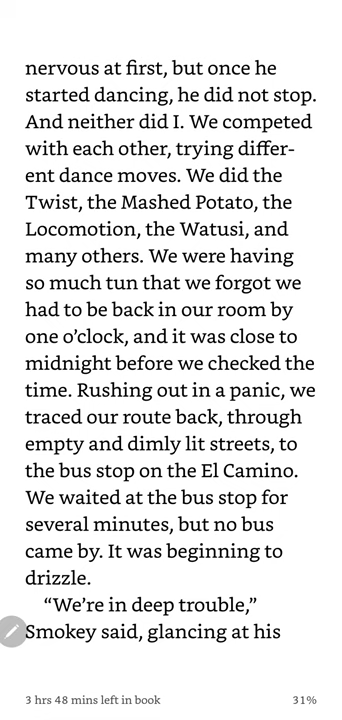 nervous at first, but once he
started dancing, he did not stop.
And neither did I. We competed
with each other, trying differ-
ent dance moves. We did the
Twist, the Mashed Potato, the
Locomotion, the Watusi, and
many others. We were having
so much tun that we forgot we
had to be back in our room by
one o’clock, and it was close to
midnight before we checked the
time. Rushing out in a panic, we
traced our route back, through
empty and dimly lit streets, to
the bus stop on the El Camino.
We waited at the bus stop for
several minutes, but no bus
came by. It was beginning to
drizzle.
“We’re in deep trouble,”
Smokey said, glancing at his
3 hrs 48 mins left in book 31%